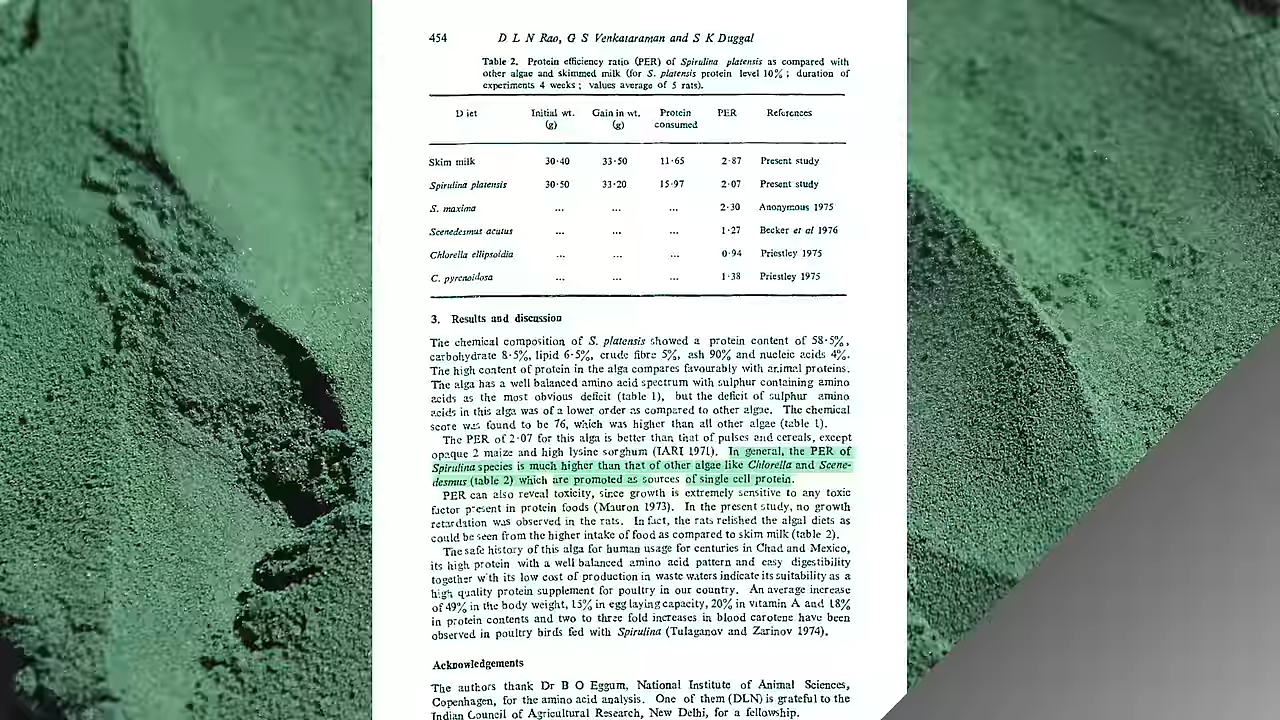 454 D L N Rao, G S Venkataraman and S K Duggal
Table 2. Protein efficiency ratio (PER) of Spirulina platensis as compared with
other algae and skimmed milk (for S. platensis protein level 10% ; duration of
experiments 4 weeks ; values average of 5 rats).
Diet Initial wt. (g) Gain in wt. (g) Protein consumed PER References
Skim milk 30·40 33·50 11·65 2·87 Present study
Spirulina platensis 30·50 33·20 15·97 2·07 Present study
S. maxima ... ... ... 2·30 Anonymous 1975
Scenedesmus acutus ... ... ... 1·27 Becker et al 1976
Chlorella ellipsoidia ... ... ... 0·94 Priestley 1975
C. pyrenoidosa ... ... ... 1·38 Priestley 1975
3. Results and discussion
The chemical composition of S. platensis showed a protein content of 58·5%,
carbohydrate 8·5%, lipid 6·5%, crude fibre 5%, ash 90% and nucleic acids 4%.
The high content of protein in the alga compares favourably with animal proteins.
The alga has a well balanced amino acid spectrum with sulphur containing amino
acids as the most obvious deficit (table 1), but the deficit of sulphur amino
acids in this alga was of a lower order as compared to other algae. The chemical
score was found to be 76, which was higher than all other algae (table 1).
The PER of 2·07 for this alga is better than that of pulses and cereals, except
opaque 2 maize and high lysine sorghum (IARI 1971). In general, the PER of
Spirulina species is much higher than that of other algae like Chlorella and Scene-
desmus (table 2) which are promoted as sources of single cell protein.
PER can also reveal toxicity, since growth is extremely sensitive to any toxic
factor present in protein foods (Mauron 1973). In the present study, no growth
retardation was observed in the rats. In fact, the rats relished the algal diets as
could be seen from the higher intake of food as compared to skim milk (table 2).
The safe history of this alga for human usage for centuries in Chad and Mexico,
its high protein with a well balanced amino acid pattern and easy digestibility
together with its low cost of production in waste waters indicate its suitability as a
high quality protein supplement for poultry in our country. An average increase
of 49% in the body weight, 15% in egg laying capacity, 20% in vitamin A and 18%
in protein contents and two to three fold increases in blood carotene have been
observed in poultry birds fed with Spirulina (Tulaganov and Zarinov 1974).
Acknowledgements
The authors thank Dr B O Eggum, National Institute of Animal Sciences,
Copenhagen, for the amino acid analysis. One of them (DLN) is grateful to the
Indian Council of Agricultural Research, New Delhi, for a fellowship.